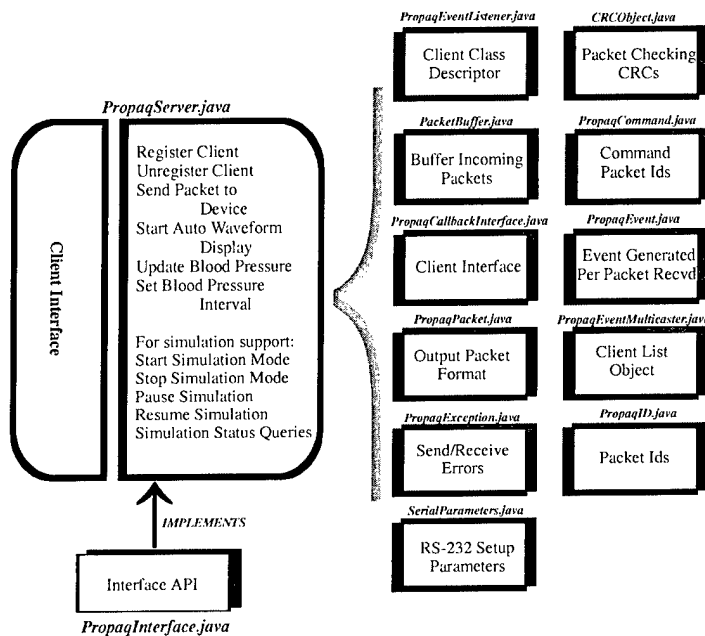 PropaqServer.java
Client Interface
Register Client
Unregister Client
Send Packet to
Device
Start Auto Waveform
Display
Update Blood Pressure
Set Blood Pressure
Interval
For simulation support:
Start Simulation Mode
Stop Simulation Mode
Pause Simulation
Resume Simulation
Simulation Status Queries
IMPLEMENTS
Interface API
PropaqInterface.java
PropaqEventListener.java
Client Class
Descriptor
CRCObject.java
Packet Checking
CRCs
PacketBuffer.java
Buffer Incoming
Packets
PropaqCommand.java
Command
Packet Ids
PropaqCallbackInterface.java
Client Interface
PropaqEvent.java
Event Generated
Per Packet Recvd
PropaqPacket.java
Output Packet
Format
PropaqEventMulticaster.java
Client List
Object
PropaqException.java
Send/Receive
Errors
PropaqID.java
Packet Ids
SerialParameters.java
RS-232 Setup
Parameters